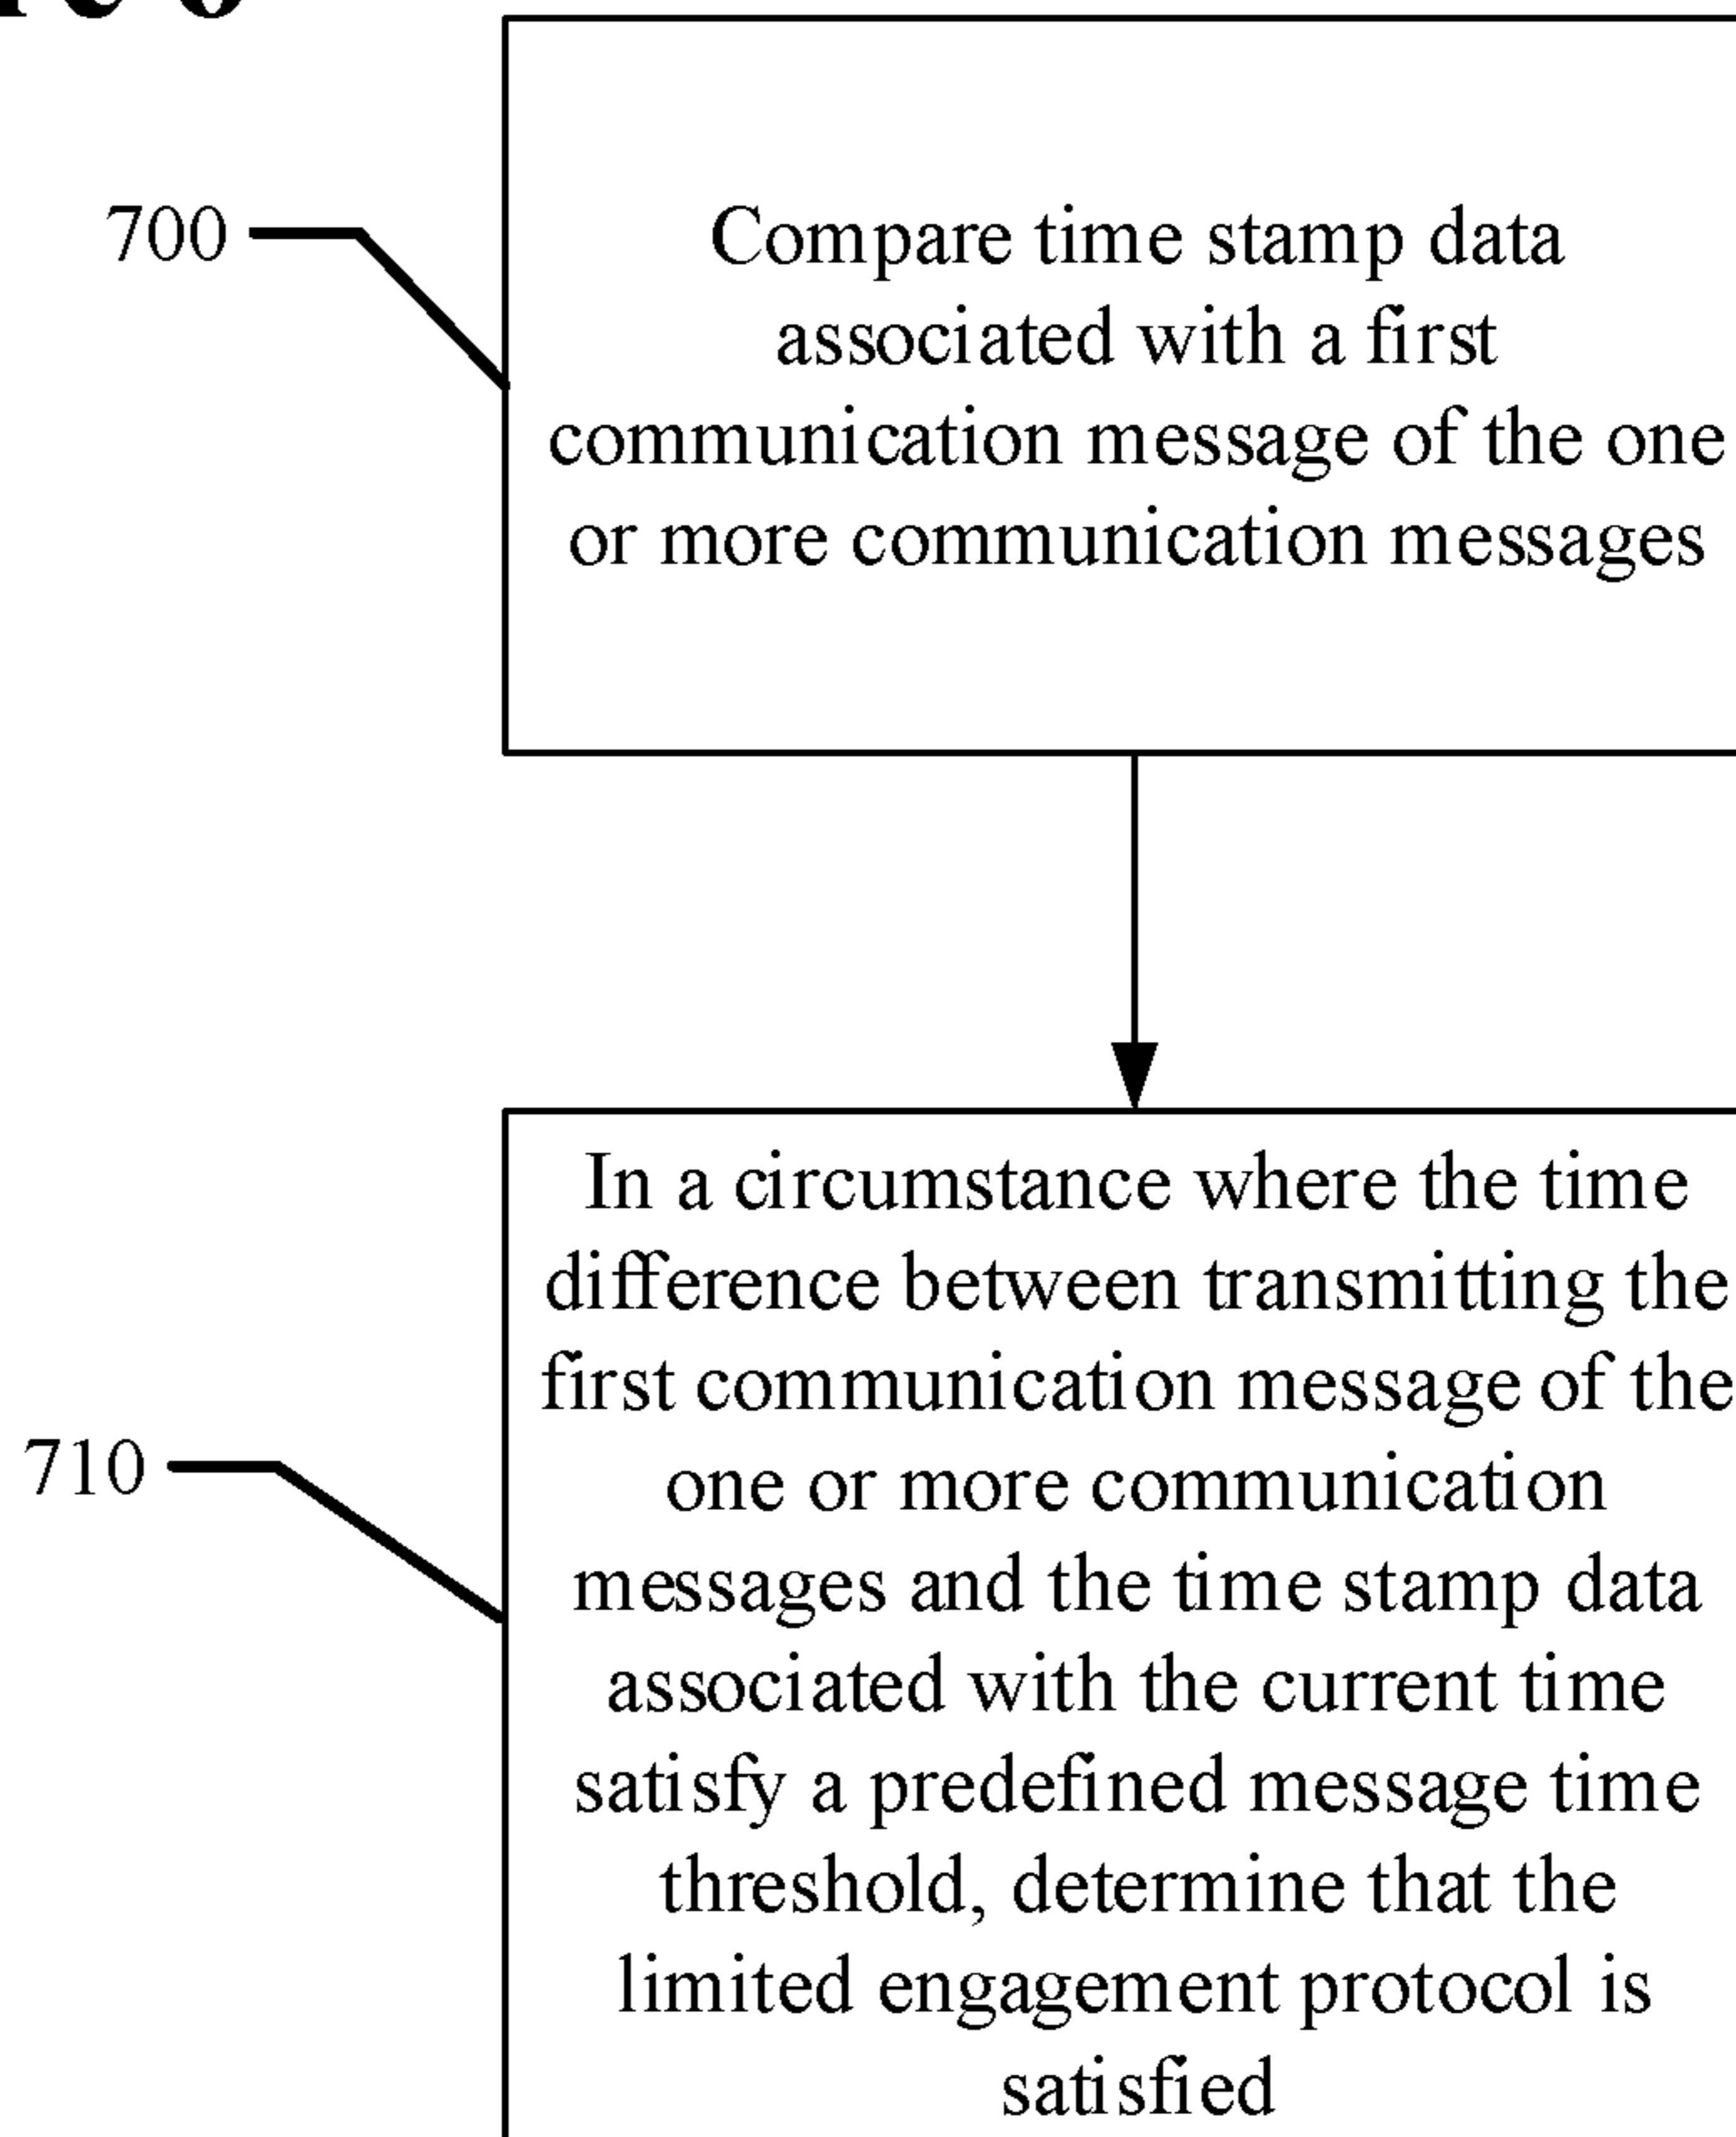 700
Compare time stamp data
associated with a first
communication message of the one
or more communication messages
710
In a circumstance where the time
difference between transmitting the
first communication message of the
one or more communication
messages and the time stamp data
associated with the current time
satisfy a predefined message time
threshold, determine that the
limited engagement protocol is
satisfied